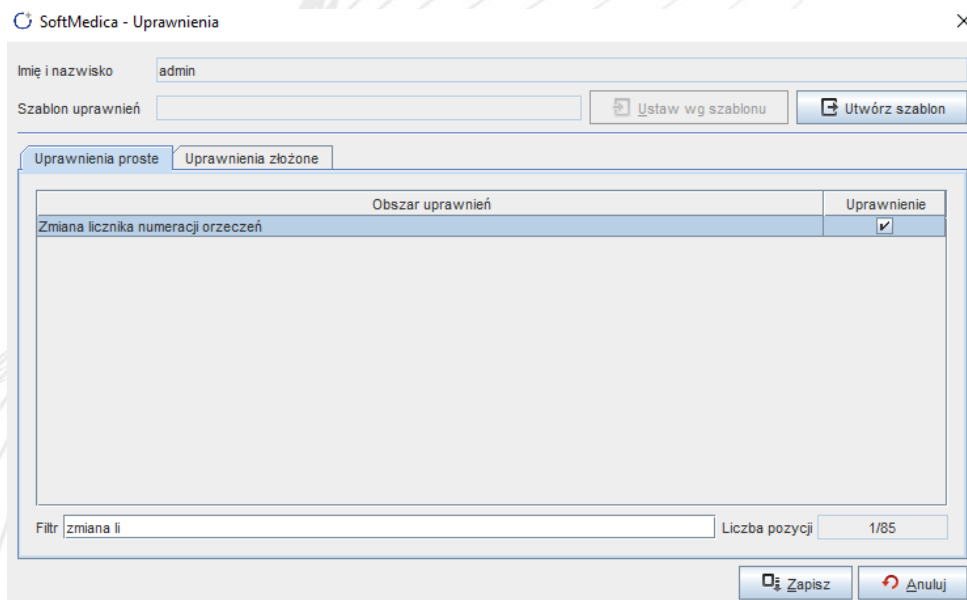 SoftMedica - Uprawnienia
Imię i nazwisko admin
Szablon uprawnień Ustaw wg szablonu Utwórz szablon
Uprawnienia proste Uprawnienia złożone
Obszar uprawnień Uprawnienie
Zmiana licznika numeracji orzeczeń
Filtr zmiana li Liczba pozycji 1/85
Zapisz Anuluj